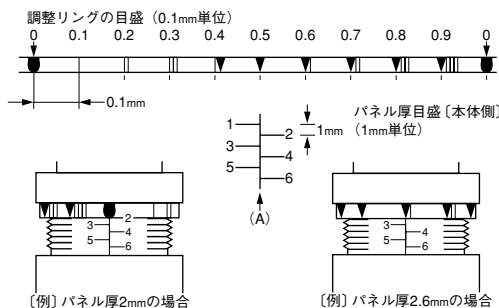 調整リングの目盛（0.1mm単位）
0 0.1 0.2 0.3 0.4 0.5 0.6 0.7 0.8 0.9 0
0.1mm
パネル厚目盛〔本体側〕
（1mm単位）
1mm
1
2
3
4
5
6
(A)
2
3
4
5
6
3
4
5
6
〔例〕パネル厚2mmの場合
〔例〕パネル厚2.6mmの場合